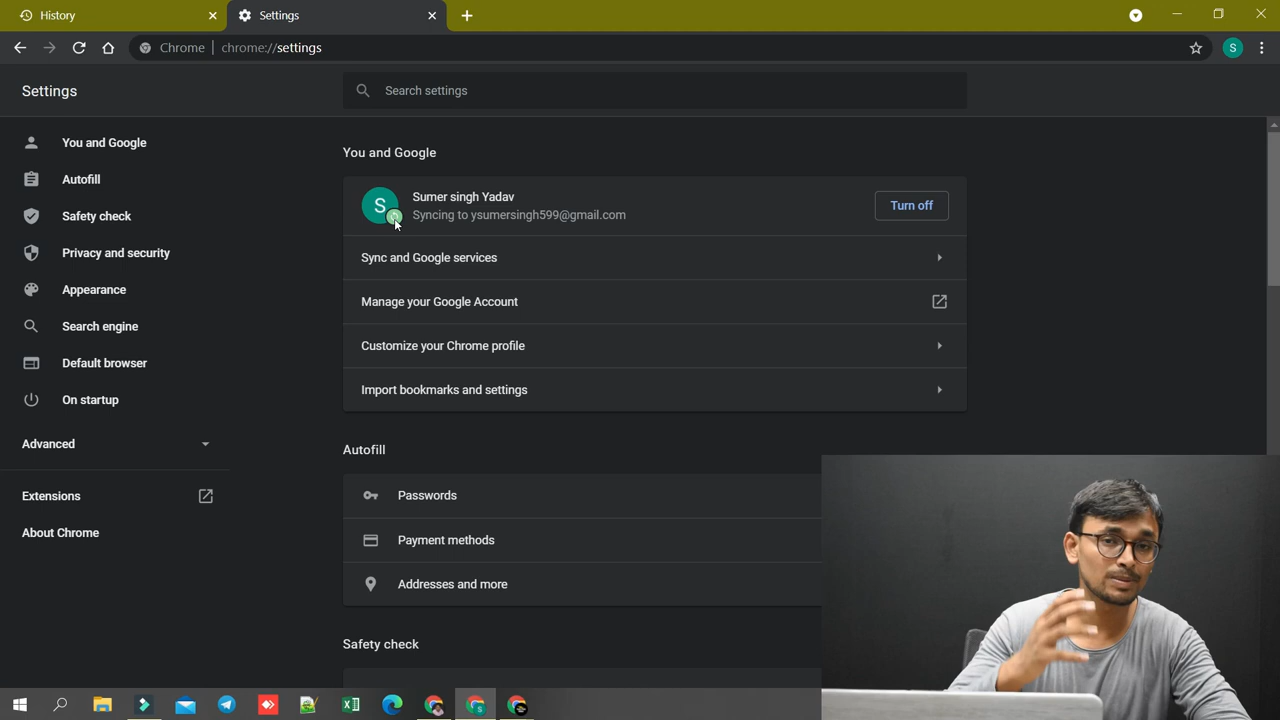 History
Settings
Chrome | chrome://settings
S
Settings
Search settings
You and Google
Autofill
Safety check
Privacy and security
Appearance
Search engine
Default browser
On startup
Advanced
Extensions
About Chrome
You and Google
S
Sumer singh Yadav
Syncing to ysumersingh599@gmail.com
Turn off
Sync and Google services
Manage your Google Account
Customize your Chrome profile
Import bookmarks and settings
Autofill
Passwords
Payment methods
Addresses and more
Safety check